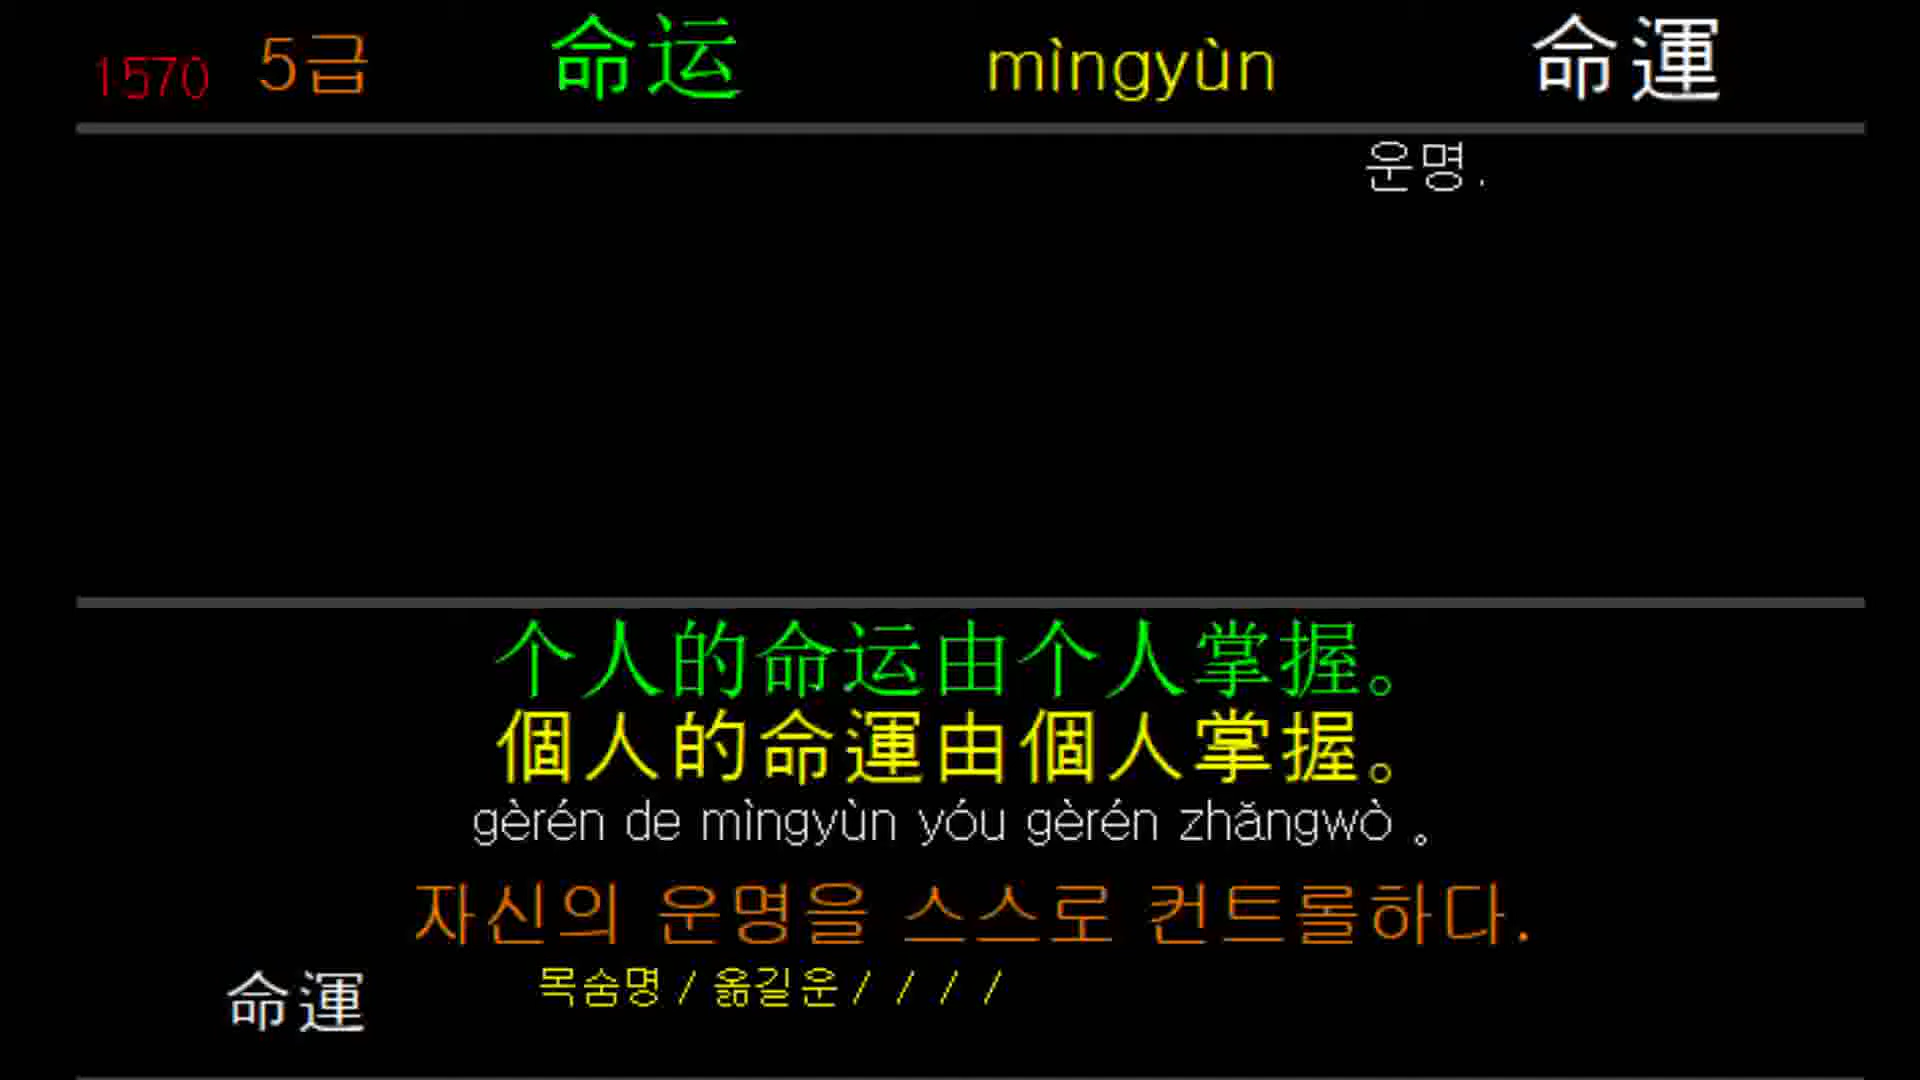 1570 5급 命运 mìngyùn 命運
운명.
个人的命运由个人掌握。
個人的命運由個人掌握。
gèrén de mìngyùn yóu gèrén zhǎngwò 。
자신의 운명을 스스로 컨트롤하다.
命運 목숨명 / 옮길운 / / / /